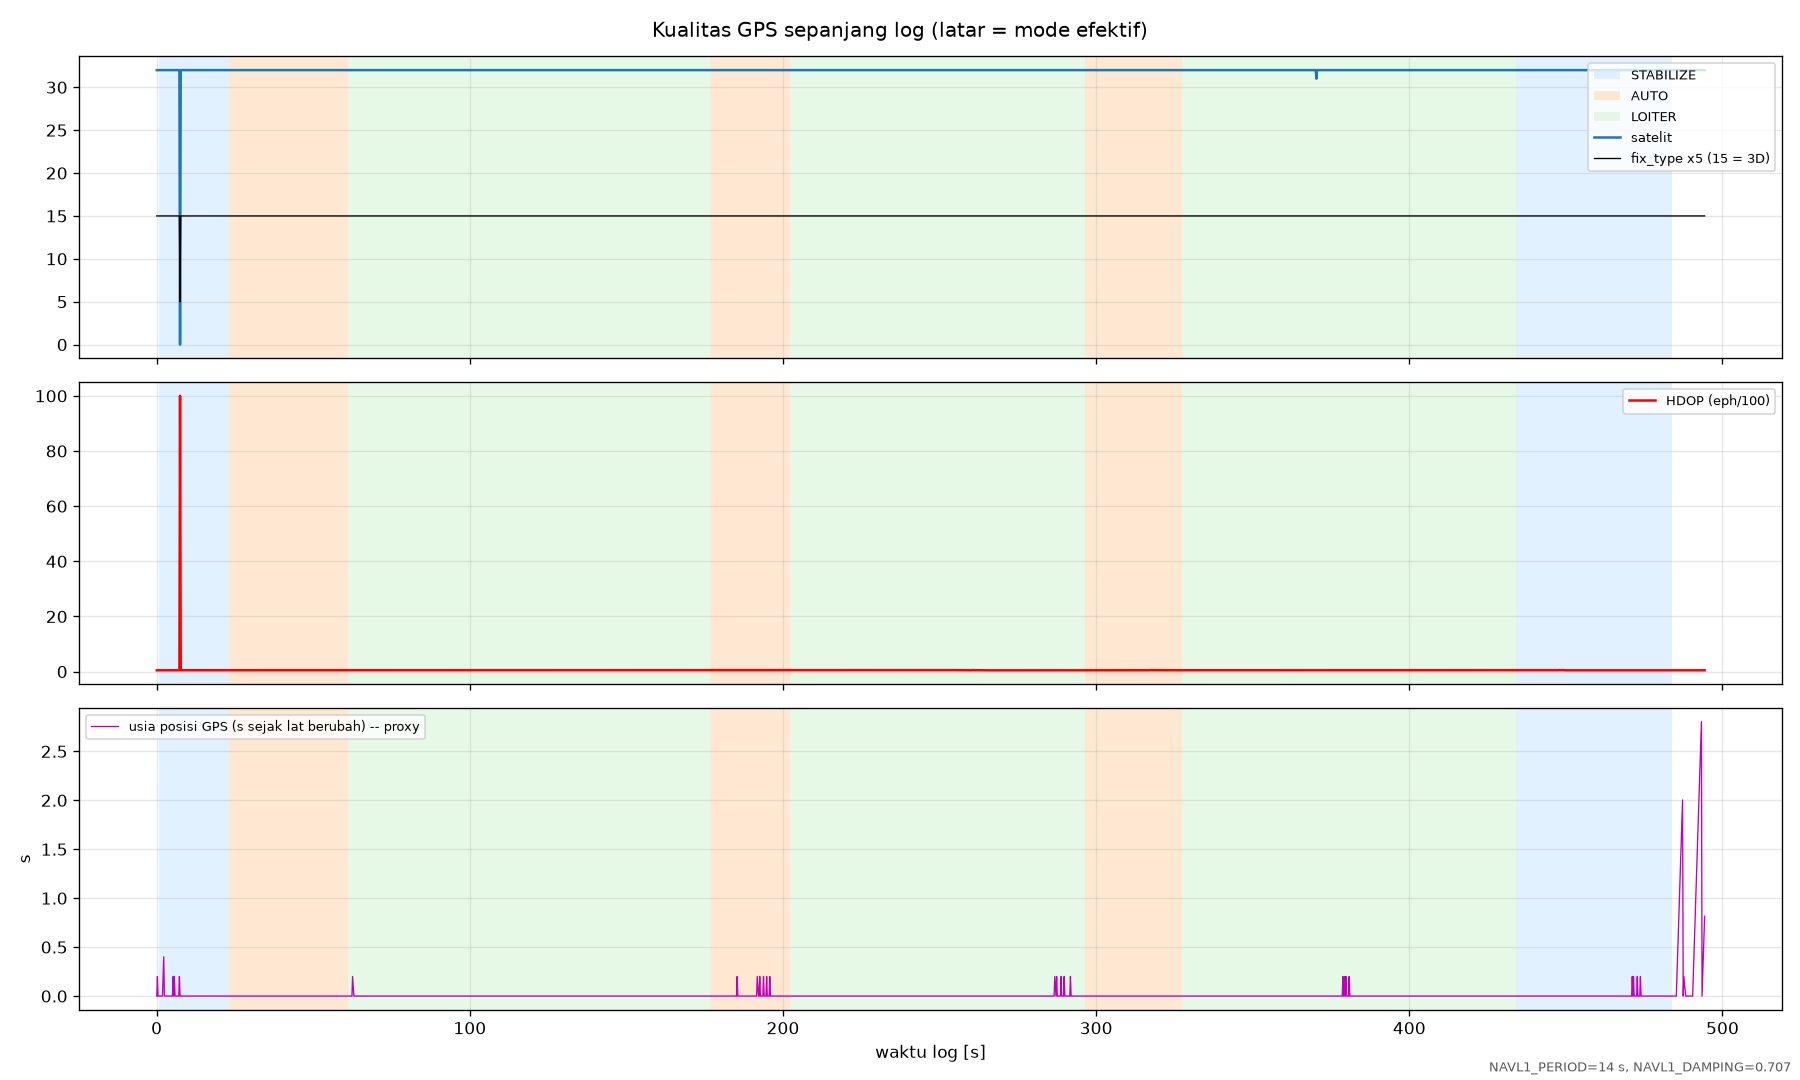 Kualitas GPS sepanjang log (latar = mode efektif)
30
25
20
15
10
5
0
STABILIZE
AUTO
LOITER
satelit
fix_type x5 (15 = 3D)
100
80
60
40
20
0
HDOP (eph/100)
usia posisi GPS (s sejak lat berubah) -- proxy
s
2.5
2.0
1.5
1.0
0.5
0.0
0 100 200 300 400 500
waktu log [s]
NAVL1_PERIOD=14 s, NAVL1_DAMPING=0.707